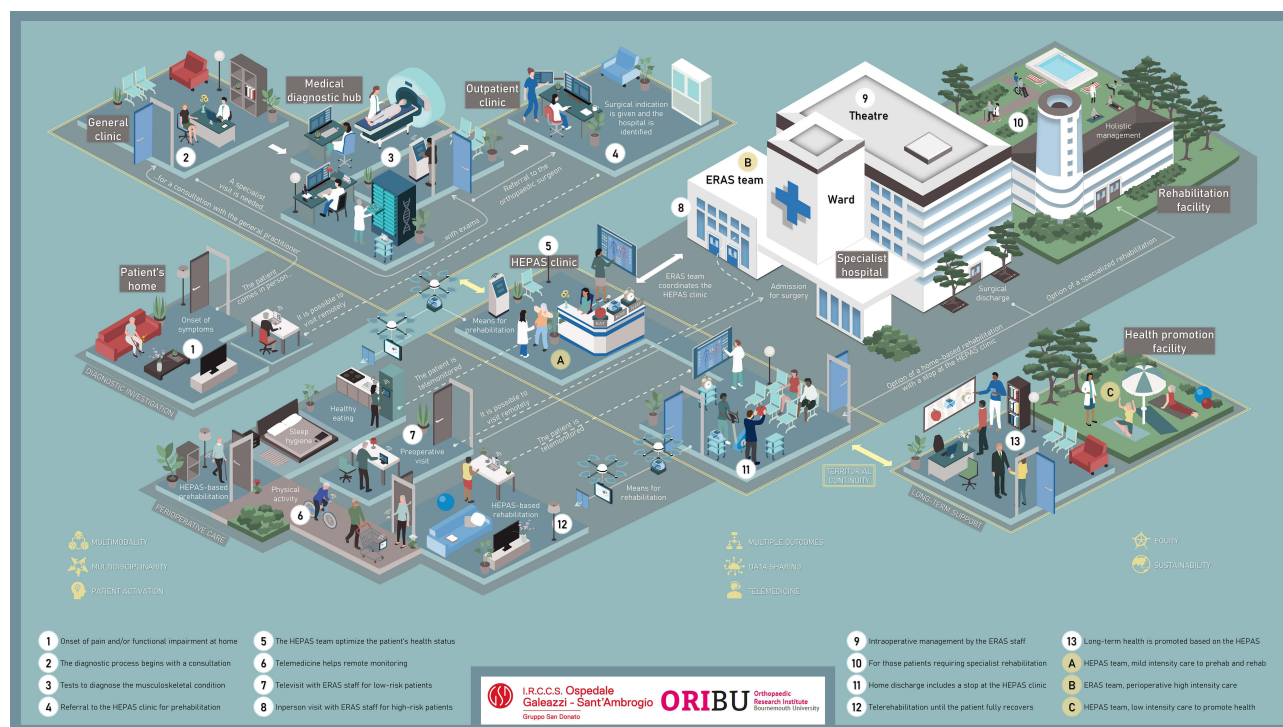 General
clinic
2
Medical
diagnostic hub
3
Outpatient
clinic
Surgical indication
is given and the
hospital is
identified
4
A specialist
visit is needed...
...for a consultation with the general practitioner
...with exams
Referral to the
orthopaedic surgeon
9
Theatre
B
ERAS team
8
Ward
Specialist
hospital
10
Holistic
management
Rehabilitation
facility
Patient's
home
Onset of
symptoms
1
The patient
comes in person...
It is possible to
visit remotely
DIAGNOSTIC INVESTIGATION
5
HEPAS clinic
Means for
prehabilitation
A
ERAS team
coordinates the
HEPAS clinic
Admission
for surgery
Surgical
discharge
Option of a specialized rehabilitation
Option of a home-based rehabilitation
with a stop at the HEPAS clinic
Health promotion
facility
C
13
LONG-TERM SUPPORT
TERRITORIAL
CONTINUITY
11
The patient is
telemonitored
It is possible to
visit remotely
The patient is
telemonitored
Healthy
eating
Sleep
hygiene
7
Preoperative
visit
HEPAS-based
prehabilitation
Physical
activity
6
PERIOPERATIVE CARE
HEPAS-based
rehabilitation
12
Means for
rehabilitation
MULTIMODALITY
MULTIDISCIPLINARITY
PATIENT ACTIVATION
MULTIPLE OUTCOMES
DATA SHARING
TELEMEDICINE
EQUITY
SUSTAINABILITY
1 Onset of pain and/or functional impairment at home
2 The diagnostic process begins with a consultation
3 Tests to diagnose the musculoskeletal condition
4 Referral to the HEPAS clinic for prehabilitation
5 The HEPAS team optimize the patient's health status
6 Telemedicine helps remote monitoring
7 Televisit with ERAS staff for low-risk patients
8 Inperson visit with ERAS staff for high-risk patients
I.R.C.C.S. Ospedale
Galeazzi - Sant'Ambrogio
Gruppo San Donato
ORIBU
Orthopaedic
Research Institute
Bournemouth University
9 Intraoperative management by the ERAS staff
10 For those patients requiring specialist rehabilitation
11 Home discharge includes a stop at the HEPAS clinic
12 Telerehabilitation until the patient fully recovers
13 Long-term health is promoted based on the HEPAS
A HEPAS team, mild intensity care to prehab and rehab
B ERAS team, perioperative high intensity care
C HEPAS team, low intensity care to promote health